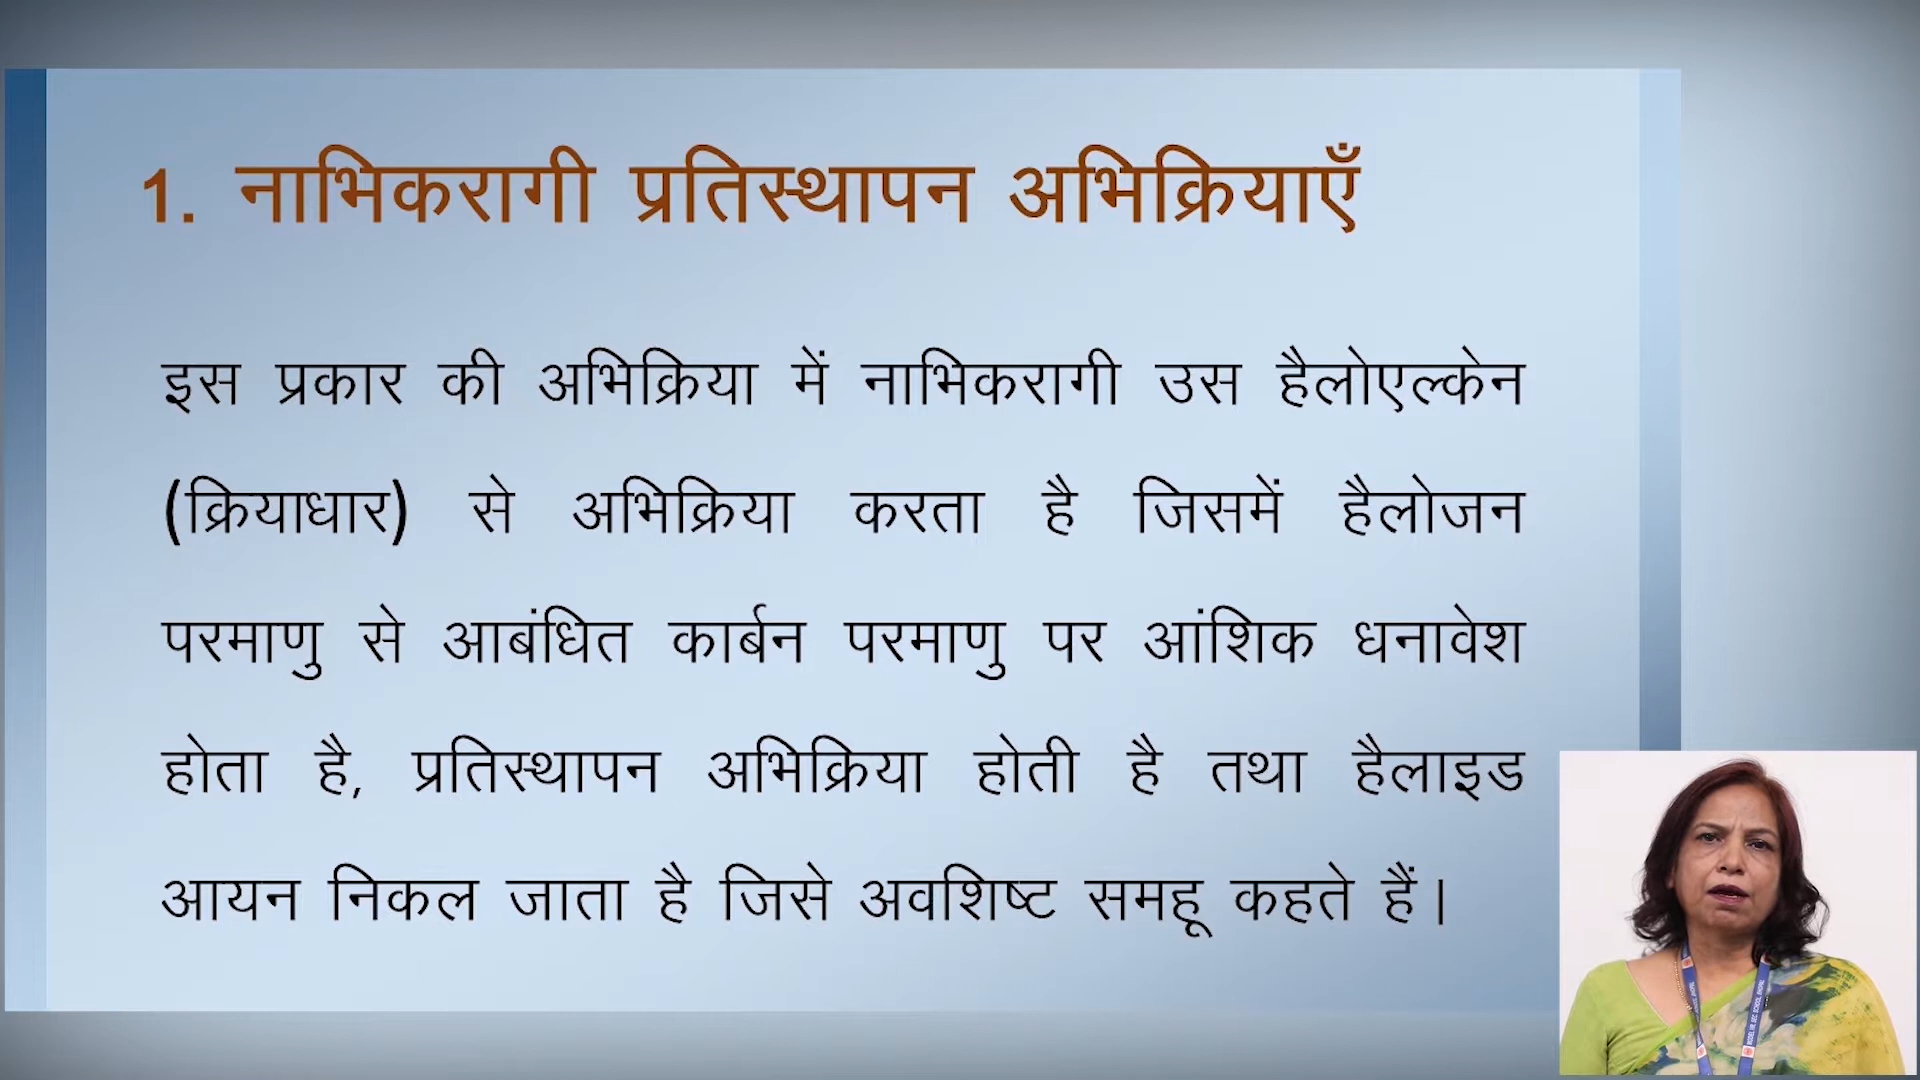 1. नाभिकरागी प्रतिस्थापन अभिक्रियाएँ
इस प्रकार की अभिक्रिया में नाभिकरागी उस हैलोएल्केन
(क्रियाधार) से अभिक्रिया करता है जिसमें हैलोजन
परमाणु से आबंधित कार्बन परमाणु पर आंशिक धनावेश
होता है, प्रतिस्थापन अभिक्रिया होती है तथा हैलाइड
आयन निकल जाता है जिसे अवशिष्ट समहू कहते हैं।